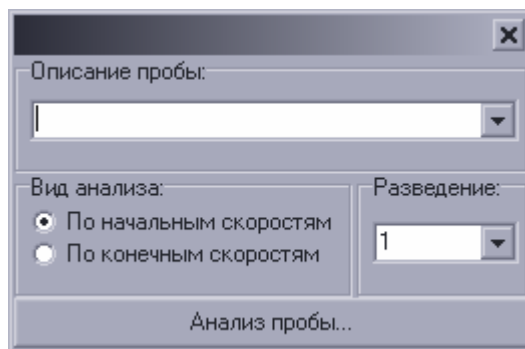 Описание пробы:
Вид анализа:
По начальным скоростям
По конечным скоростям
Разведение:
1
Анализ пробы...